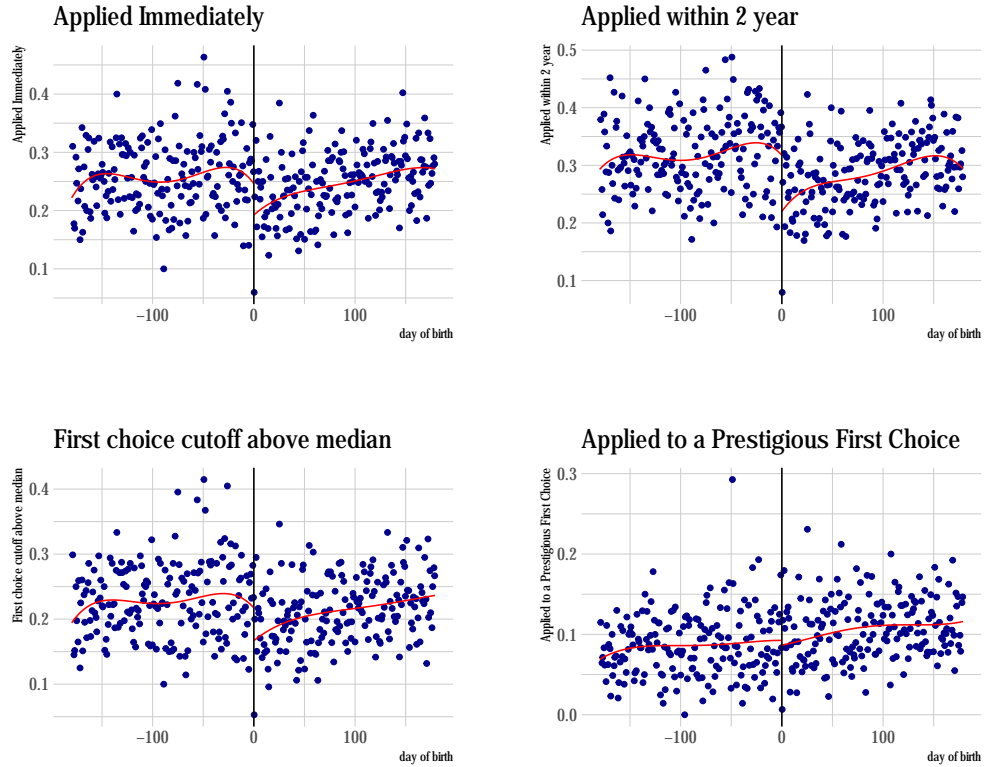 Applied Immediately
Applied Immediately
0.4
0.3
0.2
0.1
−100
0
100
day of birth
Applied within 2 year
Applied within 2 year
0.5
0.4
0.3
0.2
0.1
−100
0
100
day of birth
First choice cutoff above median
First choice cutoff above median
0.4
0.3
0.2
0.1
−100
0
100
day of birth
Applied to a Prestigious First Choice
Applied to a Prestigious First Choice
0.3
0.2
0.1
0.0
−100
0
100
day of birth